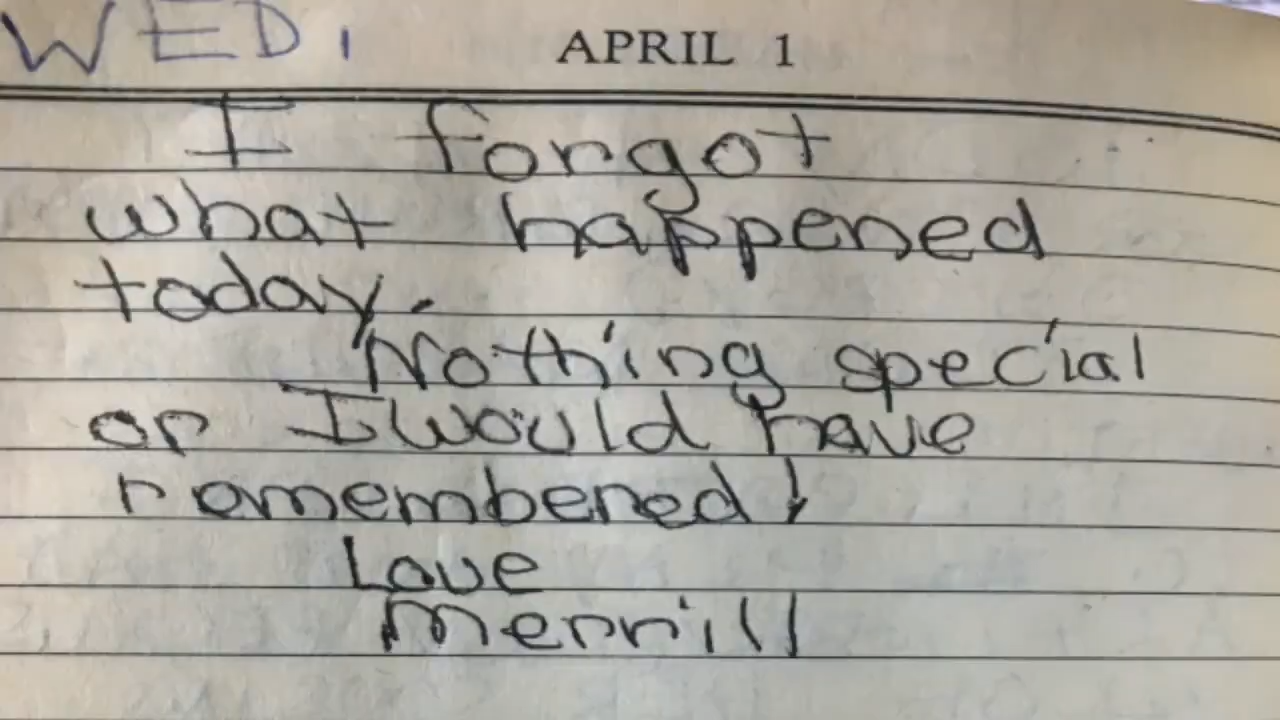 WED. APRIL 1
I forgot
what happened
today.
Nothing special
or I would have
remembered!
Love
Merrill